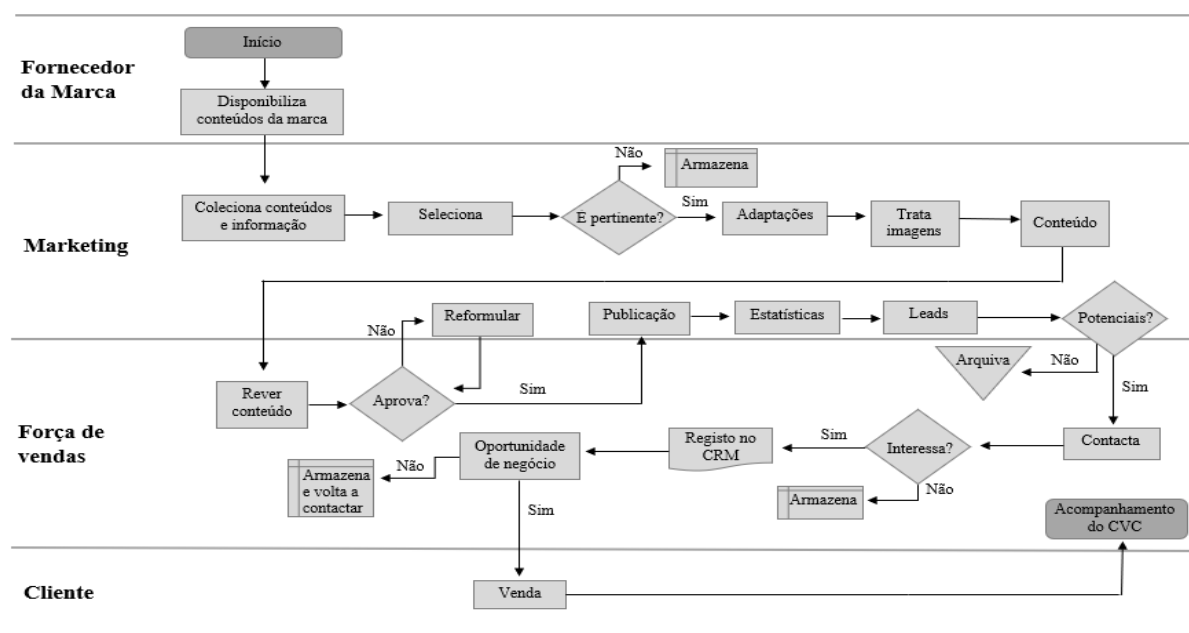 Início
Fornecedor
da Marca
Disponibiliza
conteúdos da marca
Não
Armazena
Coleciona conteúdos
e informação
Seleciona
É pertinente?
Sim
Adaptações
Trata
imagens
Conteúdo
Marketing
Reformular
Não
Publicação
Estatísticas
Leads
Potenciais?
Arquiva
Não
Sim
Rever
conteúdo
Aprova?
Sim
Força de
vendas
Oportunidade
de negócio
Registo no
CRM
Sim
Interessa?
Contacta
Não
Armazena
e volta a
contactar
Não
Armazena
Sim
Acompanhamento
do CVC
Cliente
Venda